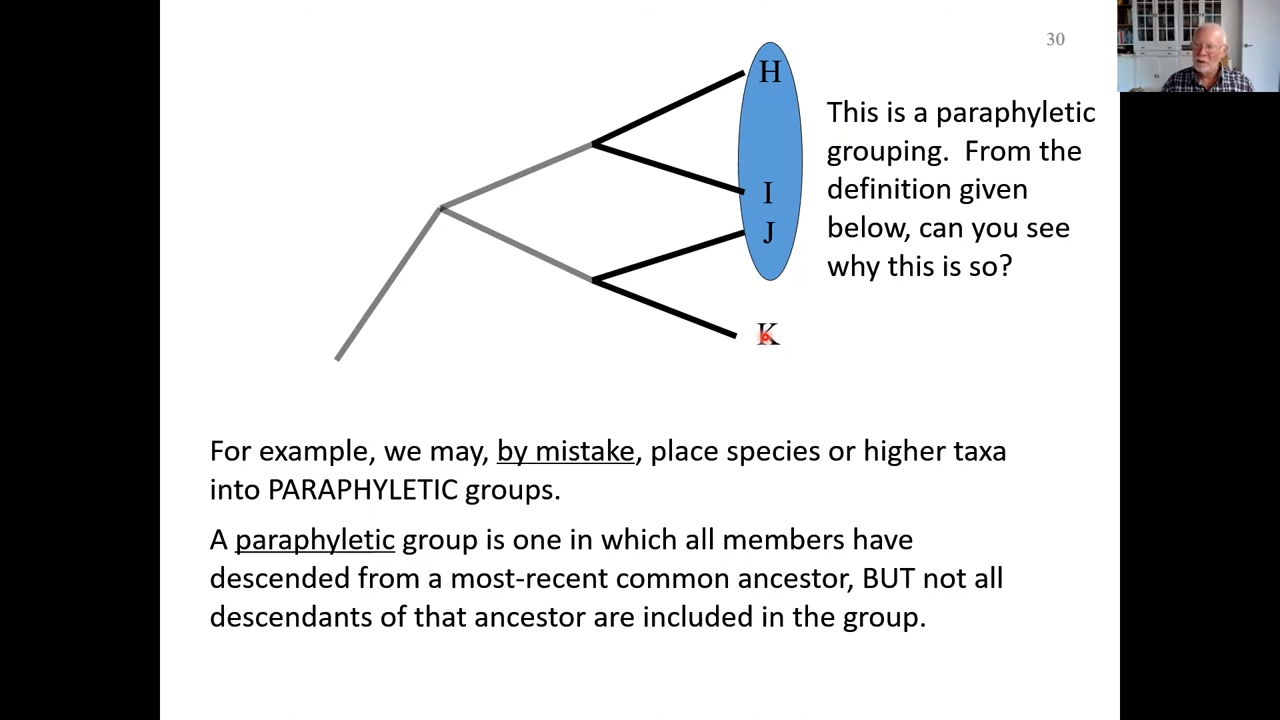 30
H
This is a paraphyletic
grouping. From the
definition given
below, can you see
why this is so?
I
J
K
For example, we may, by mistake, place species or higher taxa
into PARAPHYLETIC groups.
A paraphyletic group is one in which all members have
descended from a most-recent common ancestor, BUT not all
descendants of that ancestor are included in the group.